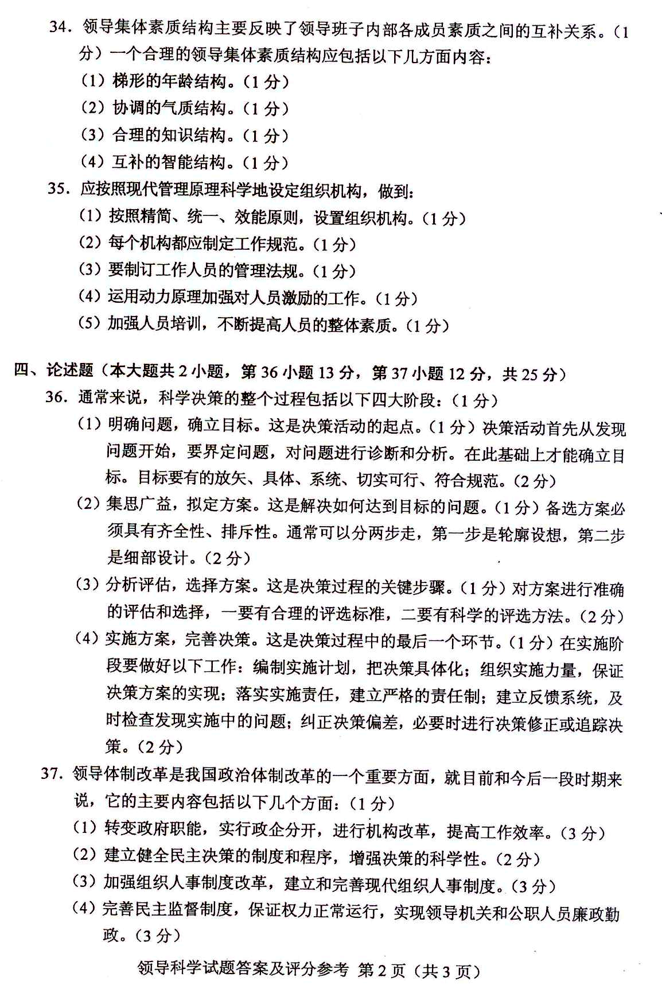 34. 领导集体素质结构主要反映了领导班子内部各成员素质之间的互补关系。(1
分) 一个合理的领导集体素质结构应包括以下几方面内容:
(1) 梯形的年龄结构。(1 分)
(2) 协调的气质结构。(1 分)
(3) 合理的知识结构。(1 分)
(4) 互补的智能结构。(1 分)
35. 应按照现代管理原理科学地设定组织机构，做到:
(1) 按照精简、统一、效能原则，设置组织机构。(1 分)
(2) 每个机构都应制定工作规范。(1 分)
(3) 要制订工作人员的管理法规。(1 分)
(4) 运用动力原理加强对人员激励的工作。(1 分)
(5) 加强人员培训，不断提高人员的整体素质。(1 分)
四、论述题（本大题共 2 小题，第 36 小题 13 分，第 37 小题 12 分，共 25 分）
36. 通常来说，科学决策的整个过程包括以下四大阶段: (1 分)
(1) 明确问题，确立目标。这是决策活动的起点。(1 分) 决策活动首先从发现
问题开始，要界定问题，对问题进行诊断和分析。在此基础上才能确立目
标。目标要有的放矢、具体、系统、切实可行、符合规范。(2 分)
(2) 集思广益，拟定方案。这是解决如何达到目标的问题。(1 分) 备选方案必
须具有齐全性、排斥性。通常可以分两步走，第一步是轮廓设想，第二步
是细部设计。(2 分)
(3) 分析评估，选择方案。这是决策过程的关键步骤。(1 分) 对方案进行准确
的评估和选择，一要有合理的评选标准，二要有科学的评选方法。(2 分)
(4) 实施方案，完善决策。这是决策过程中的最后一个环节。(1 分) 在实施阶
段要做好以下工作: 编制实施计划，把决策具体化; 组织实施力量，保证
决策方案的实现; 落实实施责任，建立严格的责任制; 建立反馈系统，及
时检查发现实施中的问题; 纠正决策偏差，必要时进行决策修正或追踪决
策。(2 分)
37. 领导体制改革是我国政治体制改革的一个重要方面，就目前和今后一段时期来
说，它的主要内容包括以下几个方面: (1 分)
(1) 转变政府职能，实行政企分开，进行机构改革，提高工作效率。(3 分)
(2) 建立健全民主决策的制度和程序，增强决策的科学性。(2 分)
(3) 加强组织人事制度改革，建立和完善现代组织人事制度。(3 分)
(4) 完善民主监督制度，保证权力正常运行，实现领导机关和公职人员廉政勤
政。(3 分)
领导科学试题答案及评分参考 第 2 页（共 3 页）